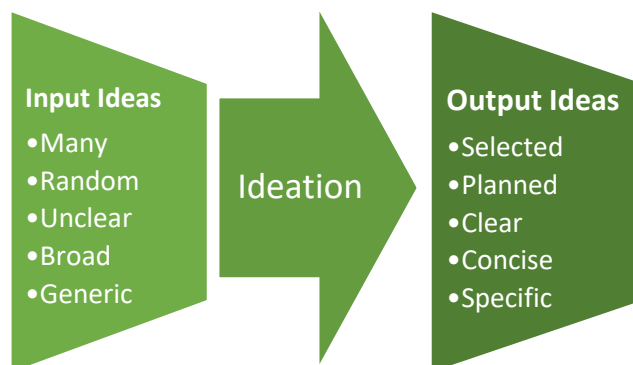 Input Ideas
•Many
•Random
•Unclear
•Broad
•Generic
Ideation
Output Ideas
•Selected
•Planned
•Clear
•Concise
•Specific